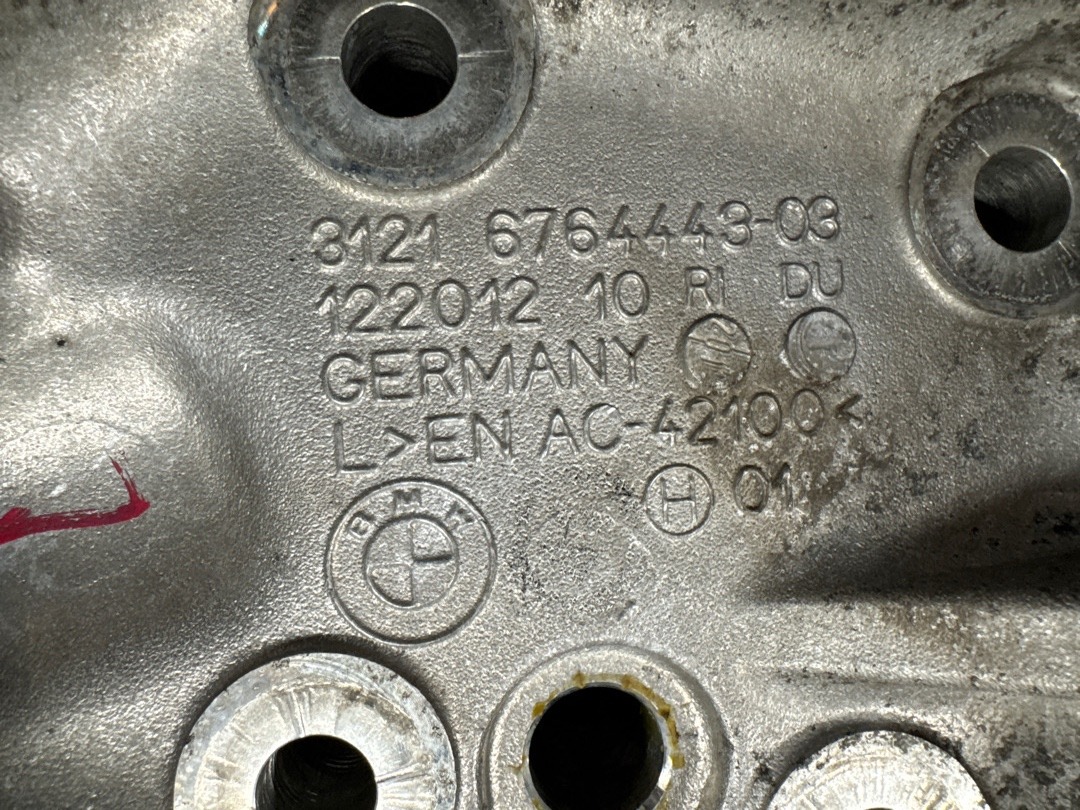 3121 6764443-03
122012 10 RI DU
GERMANY
L >EN AC-42100<
H 01
BMW